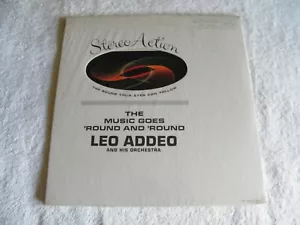 Stereo Action
THE SOUND YOUR EYES CAN FOLLOW
THE
MUSIC GOES
'ROUND AND 'ROUND
LEO ADDEO
AND HIS ORCHESTRA